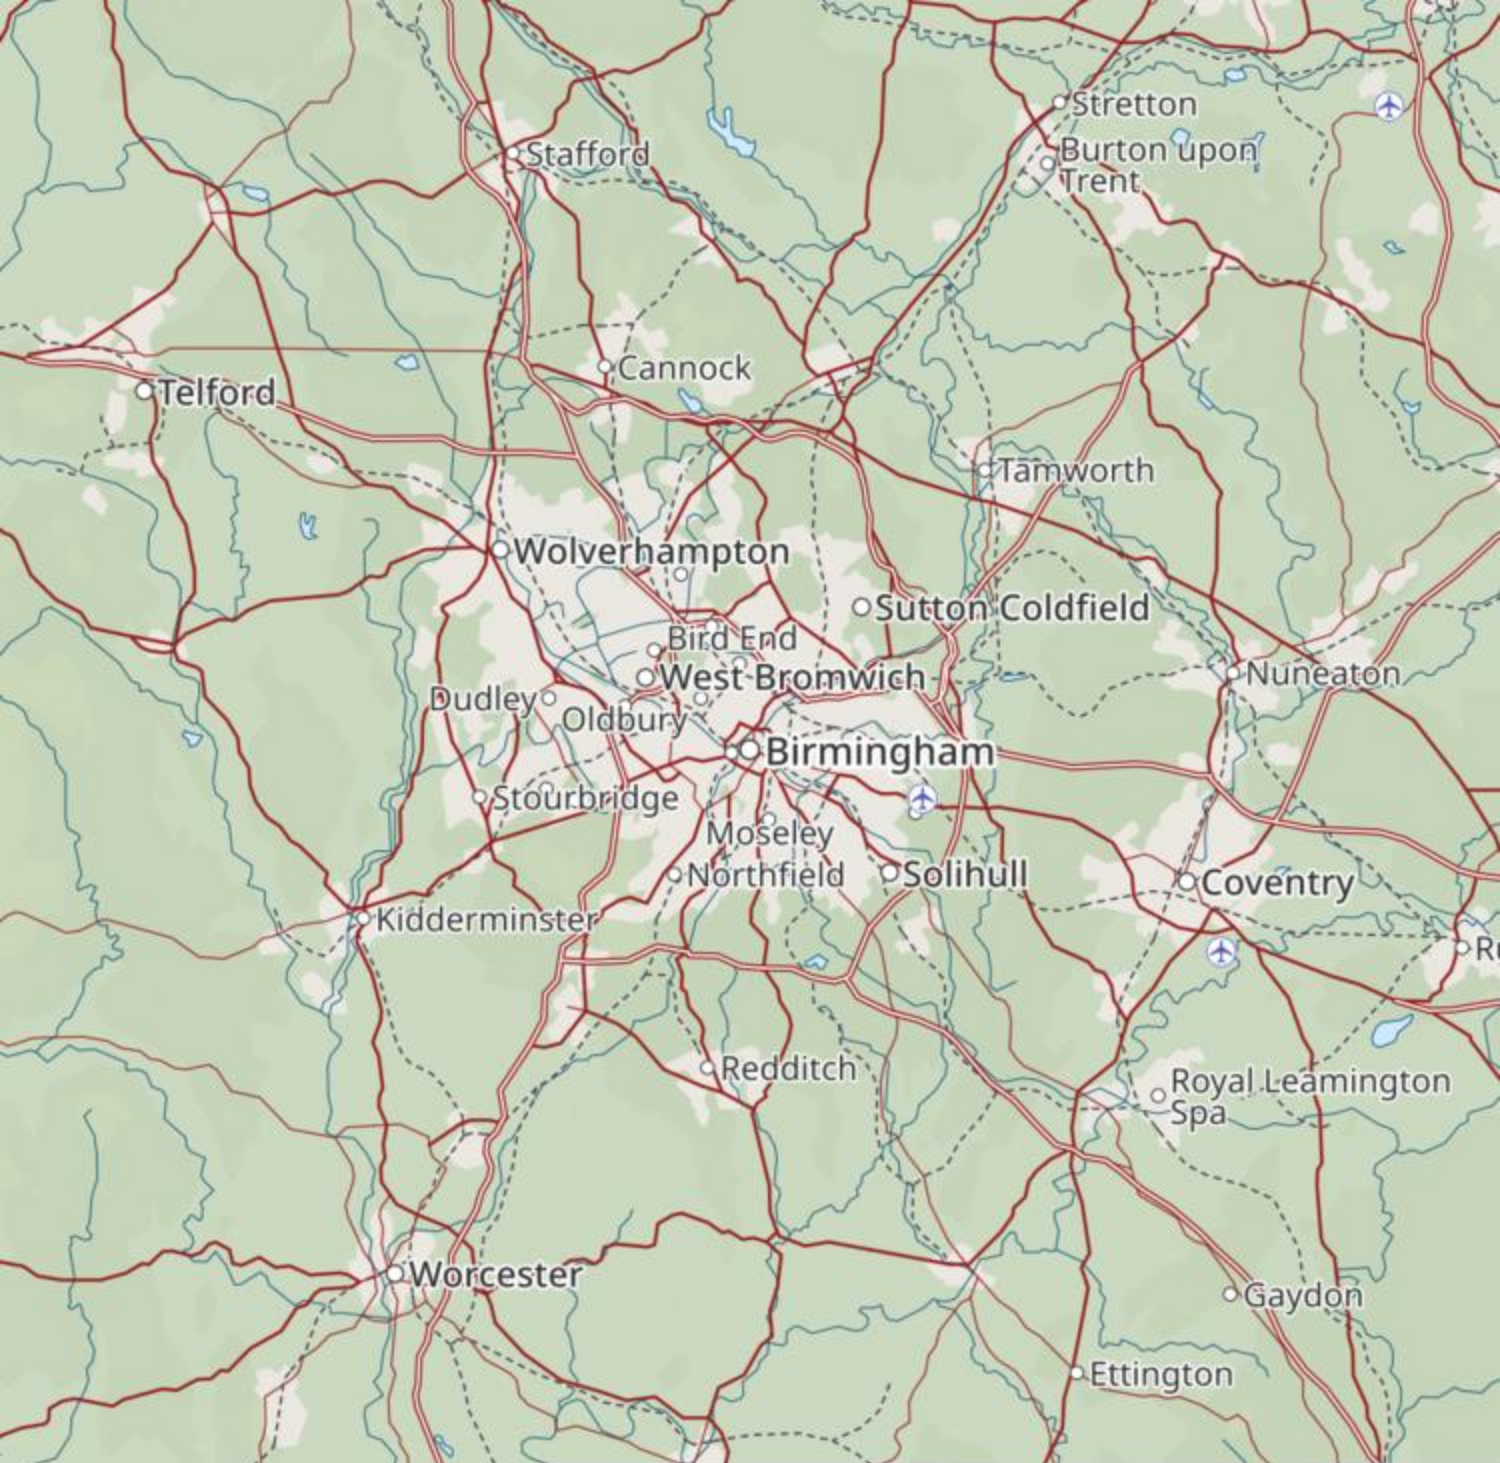 Stretton
Stafford
Burton upon
Trent
Cannock
Telford
Tamworth
Wolverhampton
Sutton Coldfield
Bird End
West Bromwich
Nuneaton
Dudley
Oldbury
Birmingham
Stourbridge
Moseley
Northfield
Solihull
Coventry
Kidderminster
Redditch
Royal Leamington
Spa
Worcester
Gaydon
Ettington